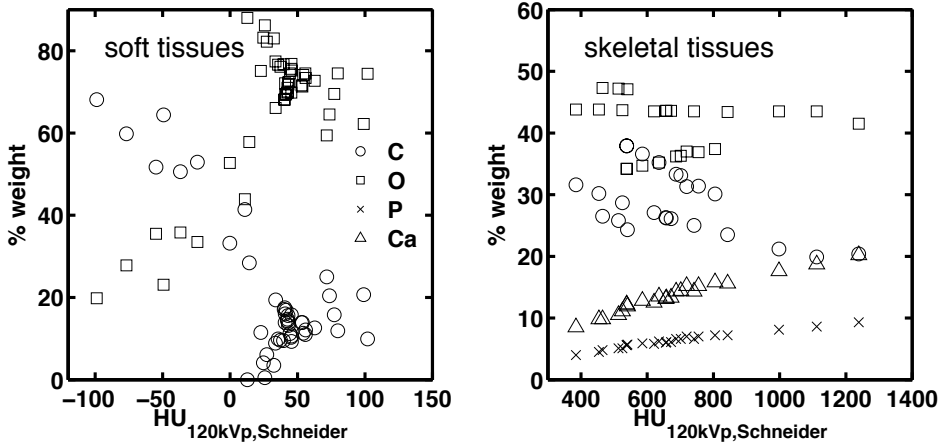 soft tissues
% weight
0
20
40
60
80
−100
−50
0
50
100
150
HU120kVp,Schneider
C
O
P
Ca
skeletal tissues
% weight
0
10
20
30
40
50
60
400
600
800
1000
1200
1400
HU120kVp,Schneider